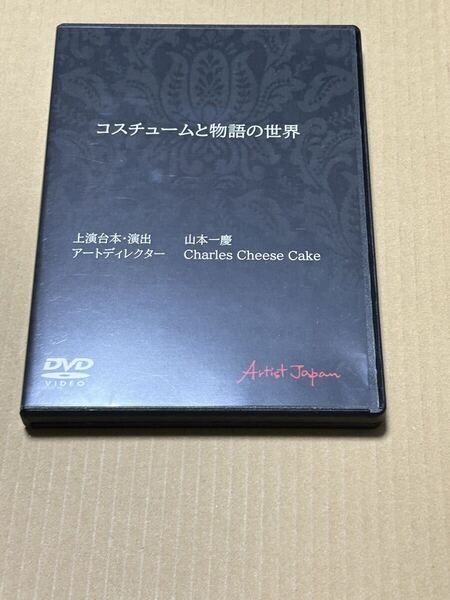 コスチュームと物語の世界
上演台本・演出　山本一慶
アートディレクター　Charles Cheese Cake
DVD
VIDEO
Artist Japan